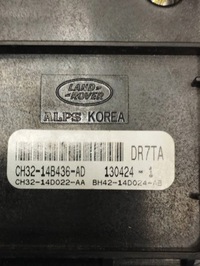 LAND-
-ROVER
ALPS KOREA
DR7TA
CH32-14B436-AD 130424-1
CH32-14D022-AA BH42-14D024-AB